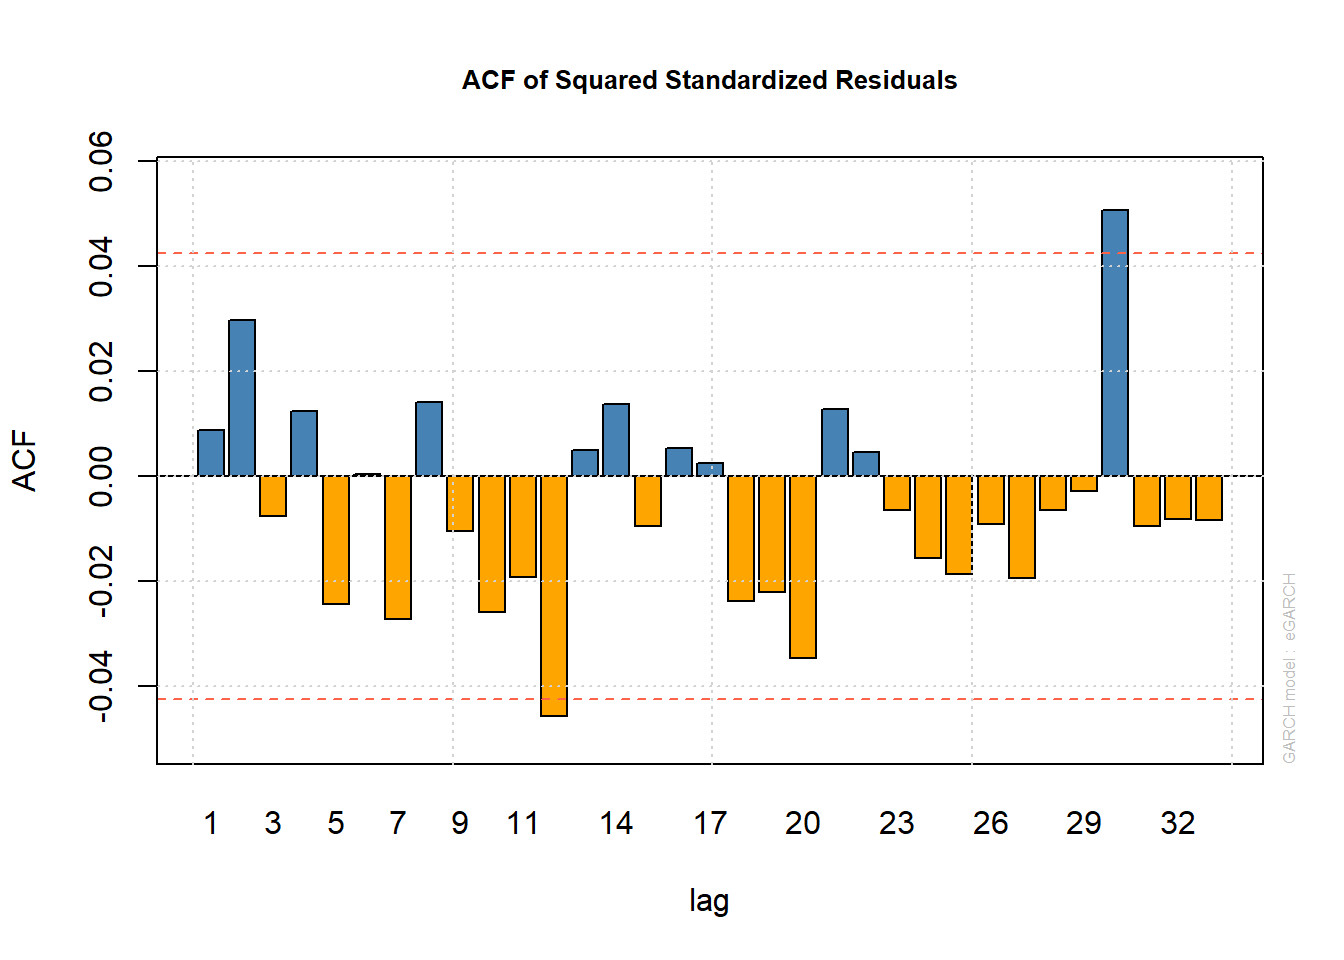 ACF of Squared Standardized Residuals
ACF
0.06
0.04
0.02
0.00
-0.02
-0.04
1 3 5 7 9 11 14 17 20 23 26 29 32
lag
GARCH model : eGARCH